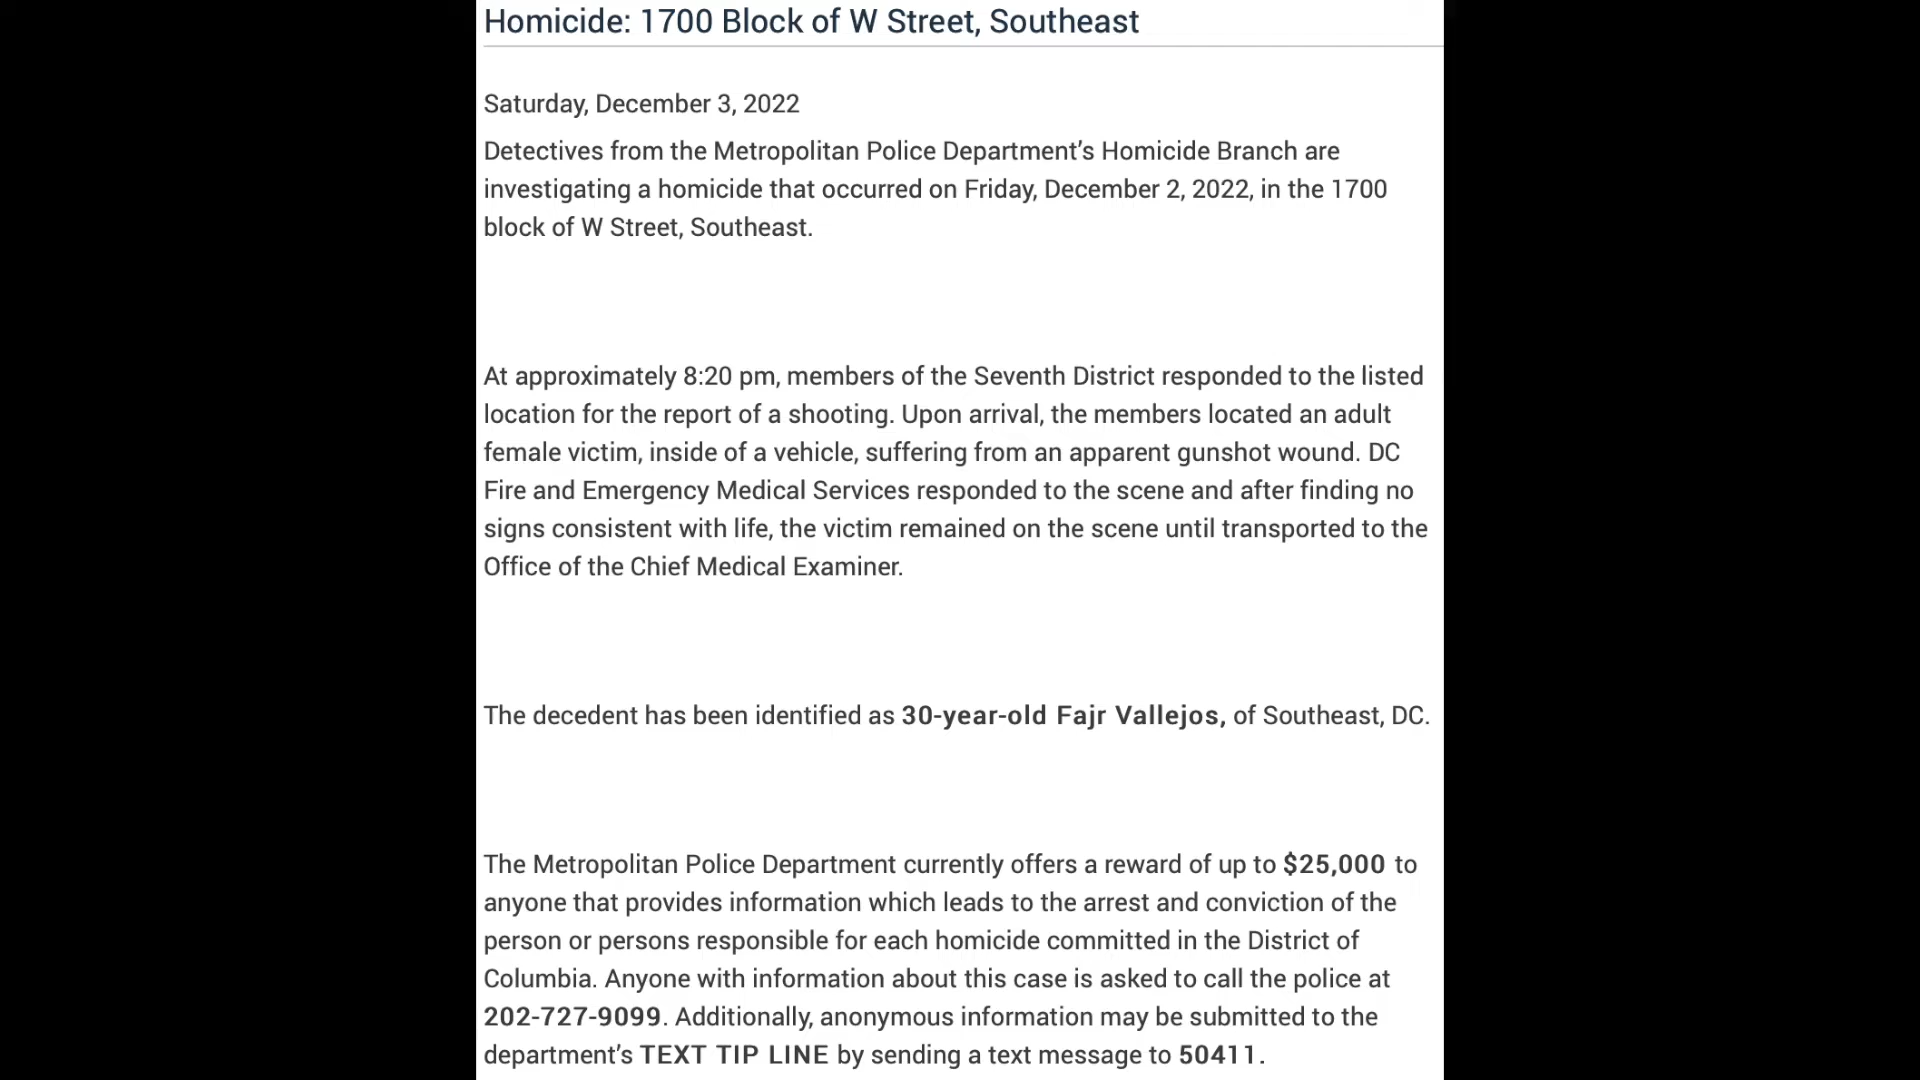 Homicide: 1700 Block of W Street, Southeast
Saturday, December 3, 2022
Detectives from the Metropolitan Police Department’s Homicide Branch are
investigating a homicide that occurred on Friday, December 2, 2022, in the 1700
block of W Street, Southeast.
At approximately 8:20 pm, members of the Seventh District responded to the listed
location for the report of a shooting. Upon arrival, the members located an adult
female victim, inside of a vehicle, suffering from an apparent gunshot wound. DC
Fire and Emergency Medical Services responded to the scene and after finding no
signs consistent with life, the victim remained on the scene until transported to the
Office of the Chief Medical Examiner.
The decedent has been identified as 30-year-old Fajr Vallejos, of Southeast, DC.
The Metropolitan Police Department currently offers a reward of up to $25,000 to
anyone that provides information which leads to the arrest and conviction of the
person or persons responsible for each homicide committed in the District of
Columbia. Anyone with information about this case is asked to call the police at
202-727-9099. Additionally, anonymous information may be submitted to the
department’s TEXT TIP LINE by sending a text message to 50411.